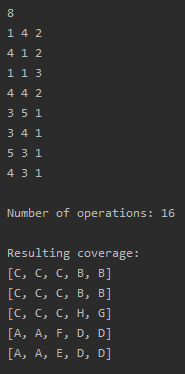 8
1 4 2
4 1 2
1 1 3
4 4 2
3 5 1
3 4 1
5 3 1
4 3 1
Number of operations: 16
Resulting coverage:
[C, C, C, B, B]
[C, C, C, B, B]
[C, C, C, H, G]
[A, A, F, D, D]
[A, A, E, D, D]